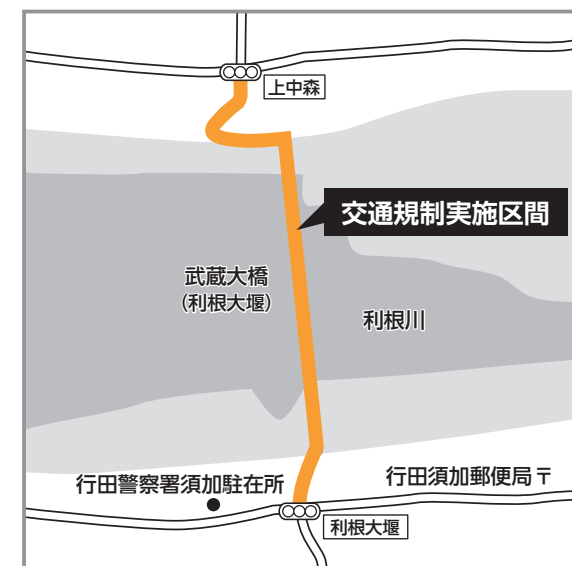 上中森
交通規制実施区間
武蔵大橋
(利根大堰)
利根川
行田警察署須加駐在所
行田須加郵便局〒
利根大堰